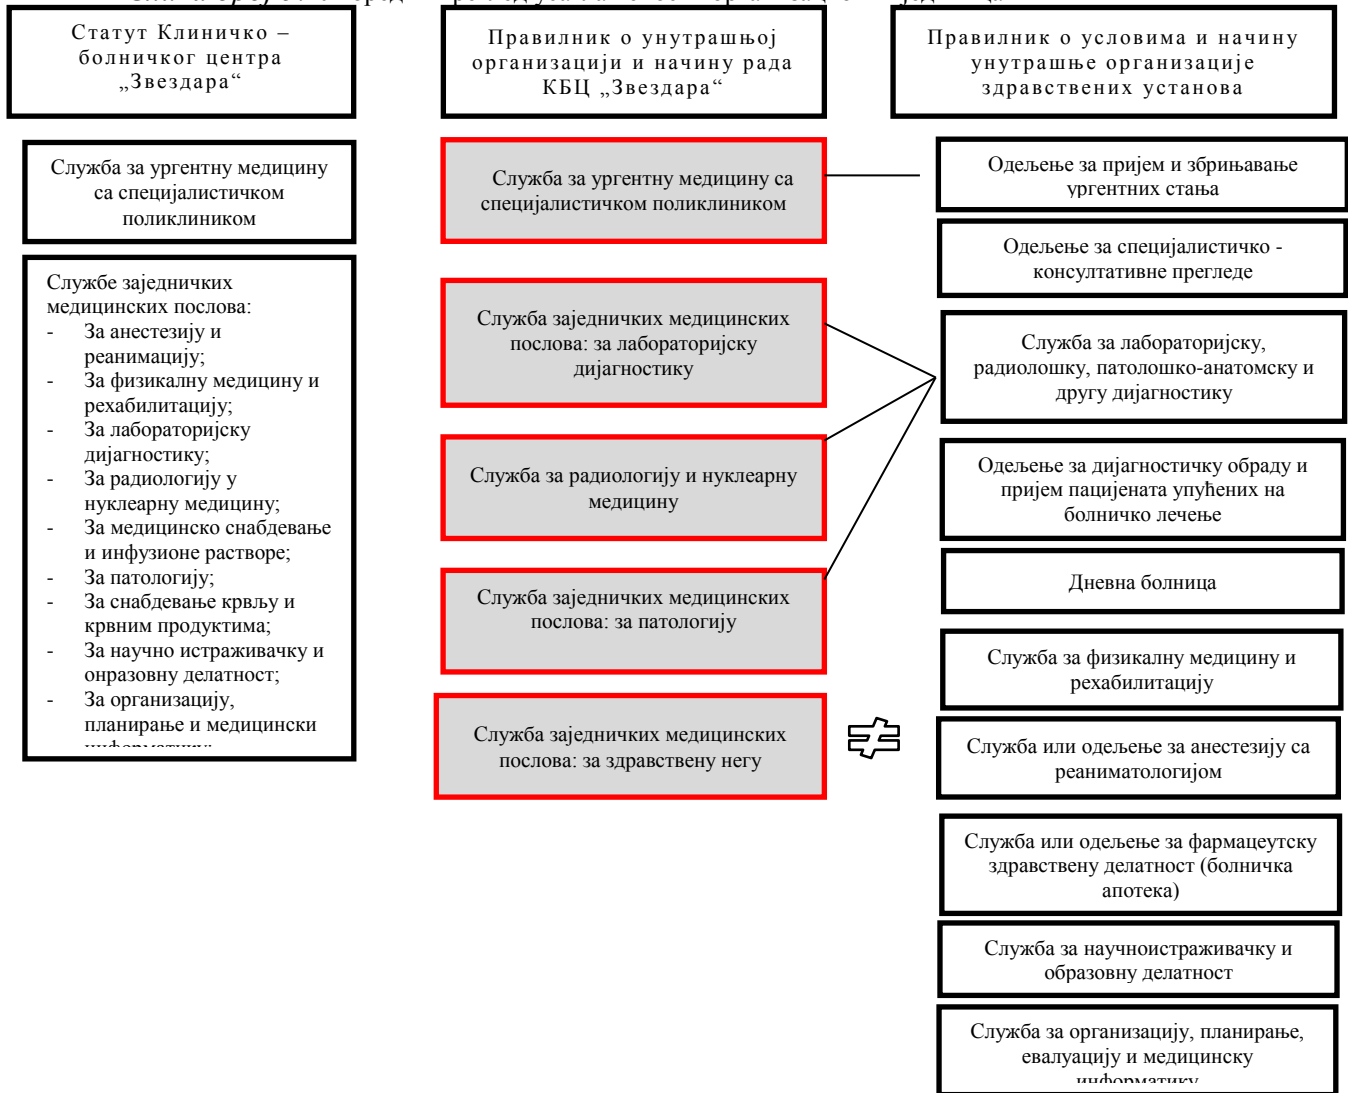 Статут Клиничко –
болничког центра
„Звездара“
Правилник о унутрашњој
организацији и начину рада
КБЦ „Звездара“
Правилник о условима и начину
унутрашње организације
здравствених установа
Служба за ургентну медицину
са специјалистичком
поликлиником
Службе заједничких
медицинских послова:
- За анестезију и
реанимацију;
- За физикалну медицину и
рехабилитацију;
- За лабораторијску
дијагностику;
- За радиологију у
нуклеарну медицину;
- За медицинско снабдевање
и инфузионе растворе;
- За патологију;
- За снабдевање крвљу и
крвним продуктима;
- За научно истраживачку и
онразовну делатност;
- За организацију,
планирање и медицински
Служба за ургентну медицину са
специјалистичком поликлиником
Служба заједничких медицинских
послова: за лабораторијску
дијагностику
Служба за радиологију и нуклеарну
медицину
Служба заједничких медицинских
послова: за патологију
Служба заједничких медицинских
послова: за здравствену негу
≠
Одељење за пријем и збрињавање
ургентних стања
Одељење за специјалистичко -
консултативне прегледе
Служба за лабораторијску,
радиолошку, патолошко-анатомску и
другу дијагностику
Одељење за дијагностичку обраду и
пријем пацијената упућених на
болничко лечење
Дневна болница
Служба за физикалну медицину и
рехабилитацију
Служба или одељење за анестезију са
реаниматологијом
Служба или одељење за фармацеутску
здравствену делатност (болничка
апотека)
Служба за научноистраживачку и
образовну делатност
Служба за организацију, планирање,
евалуацију и медицинску
информатику